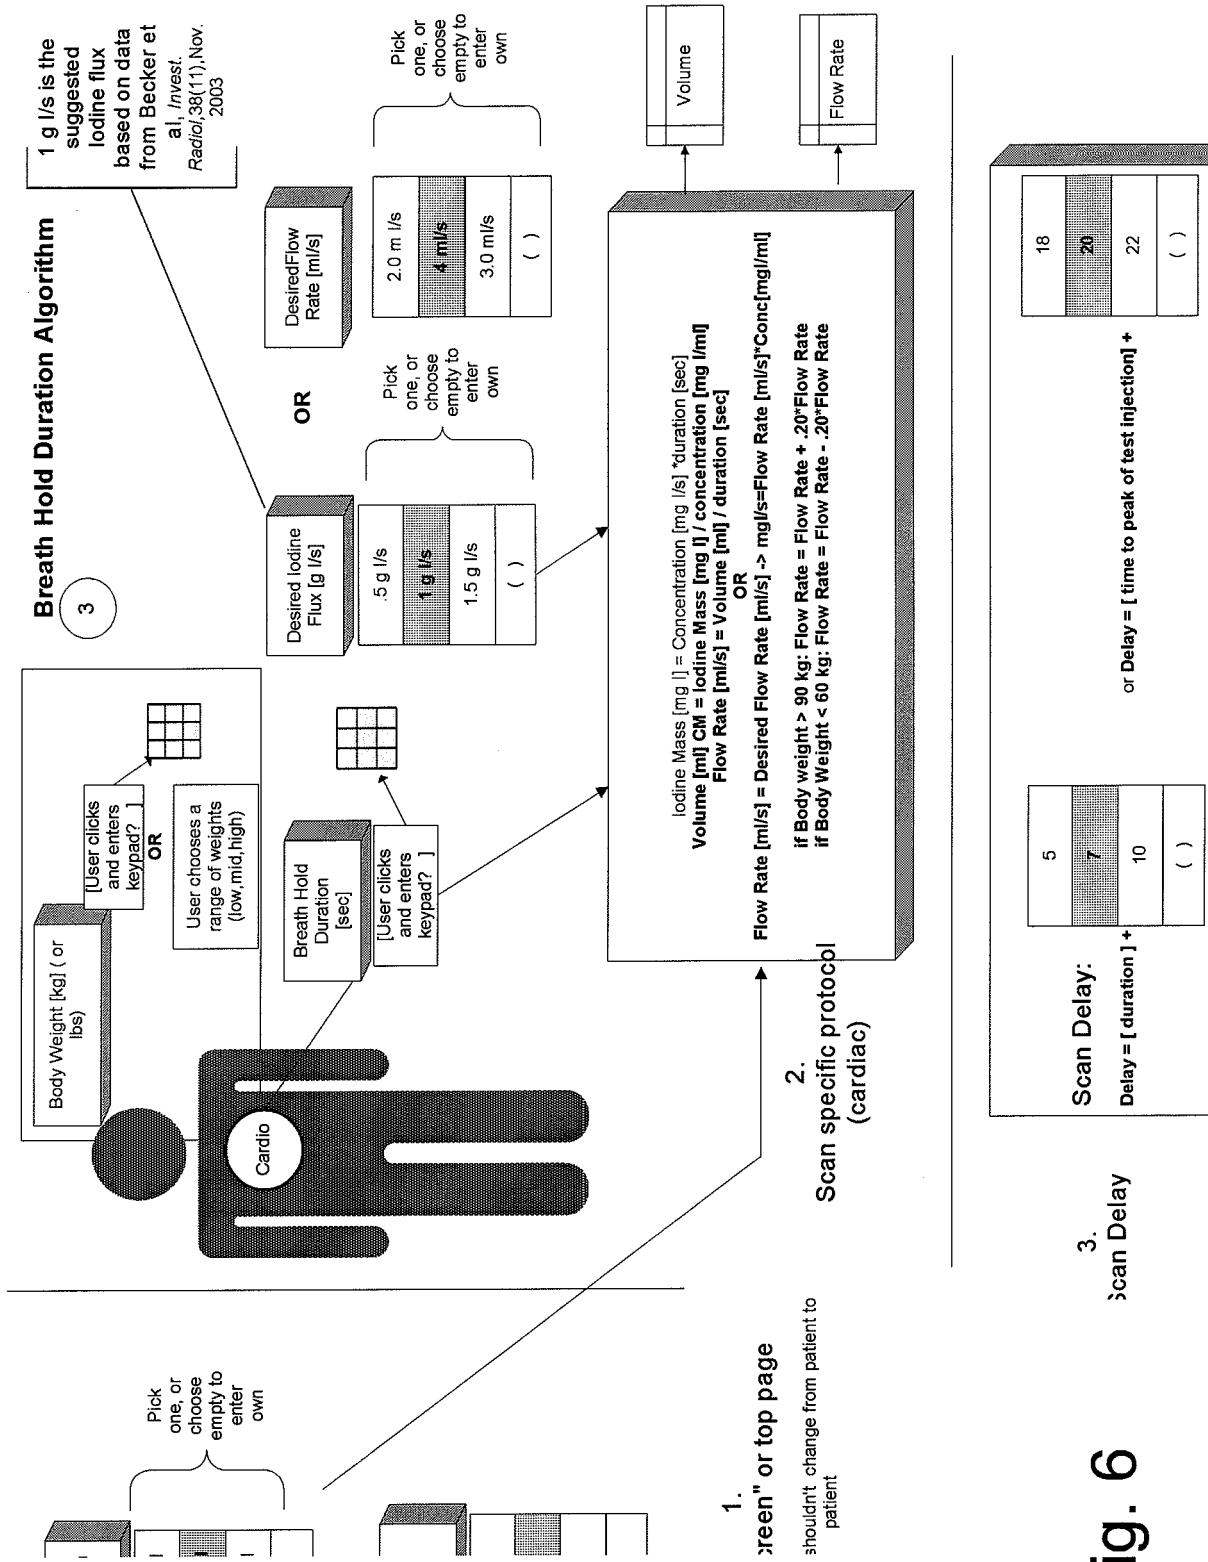 Breath Hold Duration Algorithm
3
1 g I/s is the
suggested
Iodine flux
based on data
from Becker et
al, Invest.
Radiol,38(11),Nov.
2003
Body Weight [kg] ( or
lbs)
[User clicks
and enters
keypad? ]
OR
User chooses a
range of weights
(low,mid,high)
Cardio
Breath Hold
Duration
[sec]
[User clicks
and enters
keypad? ]
Desired Iodine
Flux [g I/s]
.5 g I/s
1 g I/s
1.5 g I/s
( )
Pick
one, or
choose
empty to
enter
own
OR
DesiredFlow
Rate [ml/s]
2.0 m l/s
4 ml/s
3.0 ml/s
( )
Pick
one, or
choose
empty to
enter
own
Pick
one, or
choose
empty to
enter
own
Iodine Mass [mg I] = Concentration [mg I/s] *duration [sec]
Volume [ml] CM = Iodine Mass [mg I] / concentration [mg I/ml]
Flow Rate [ml/s] = Volume [ml] / duration [sec]
OR
Flow Rate [ml/s] = Desired Flow Rate [ml/s] -> mgI/s=Flow Rate [ml/s]*Conc[mgI/ml]
if Body weight > 90 kg: Flow Rate = Flow Rate + .20*Flow Rate
if Body Weight < 60 kg: Flow Rate = Flow Rate - .20*Flow Rate
Volume
Flow Rate
1.
reen" or top page
shouldn't change from patient to
patient
2.
Scan specific protocol
(cardiac)
3.
Scan Delay
Scan Delay:
Delay = [ duration ] +
5
7
10
( )
or Delay = [ time to peak of test injection] +
18
20
22
( )
ig. 6